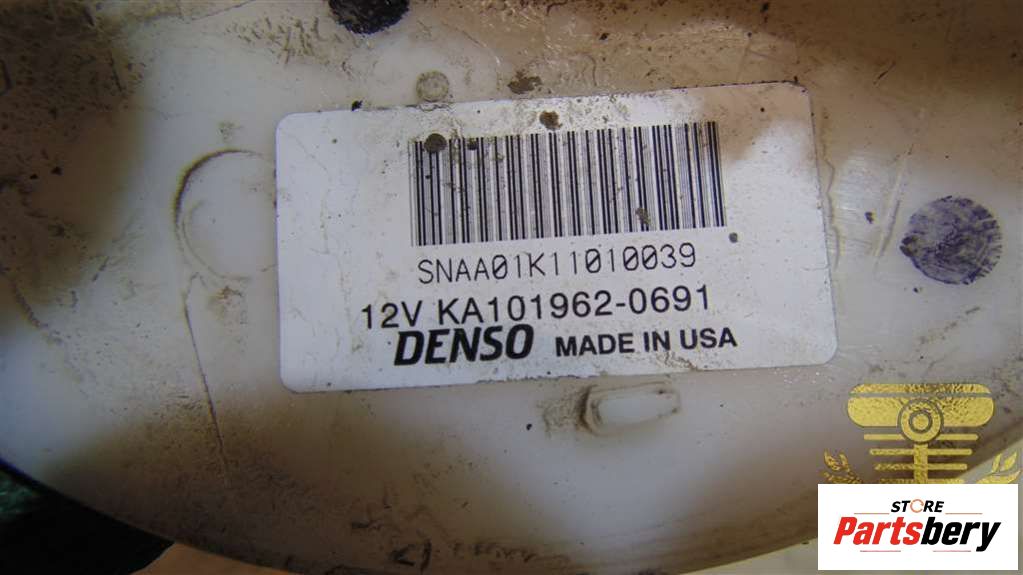 SNAA01K11010039
12V KA101962-0691
DENSO MADE IN USA
STORE
Partsbery